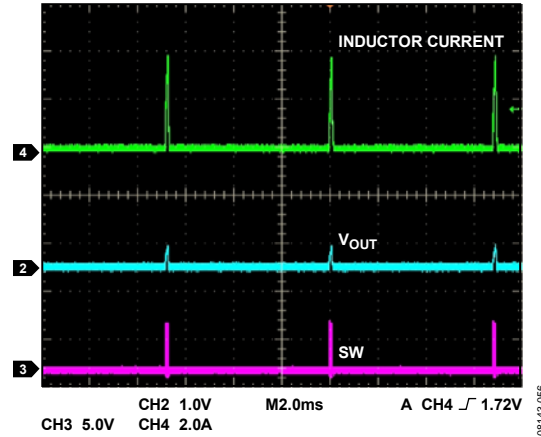 INDUCTOR CURRENT
4
VOUT
2
SW
3
CH2 1.0V M2.0ms A CH4 1.72V
CH3 5.0V CH4 2.0A
08143-056